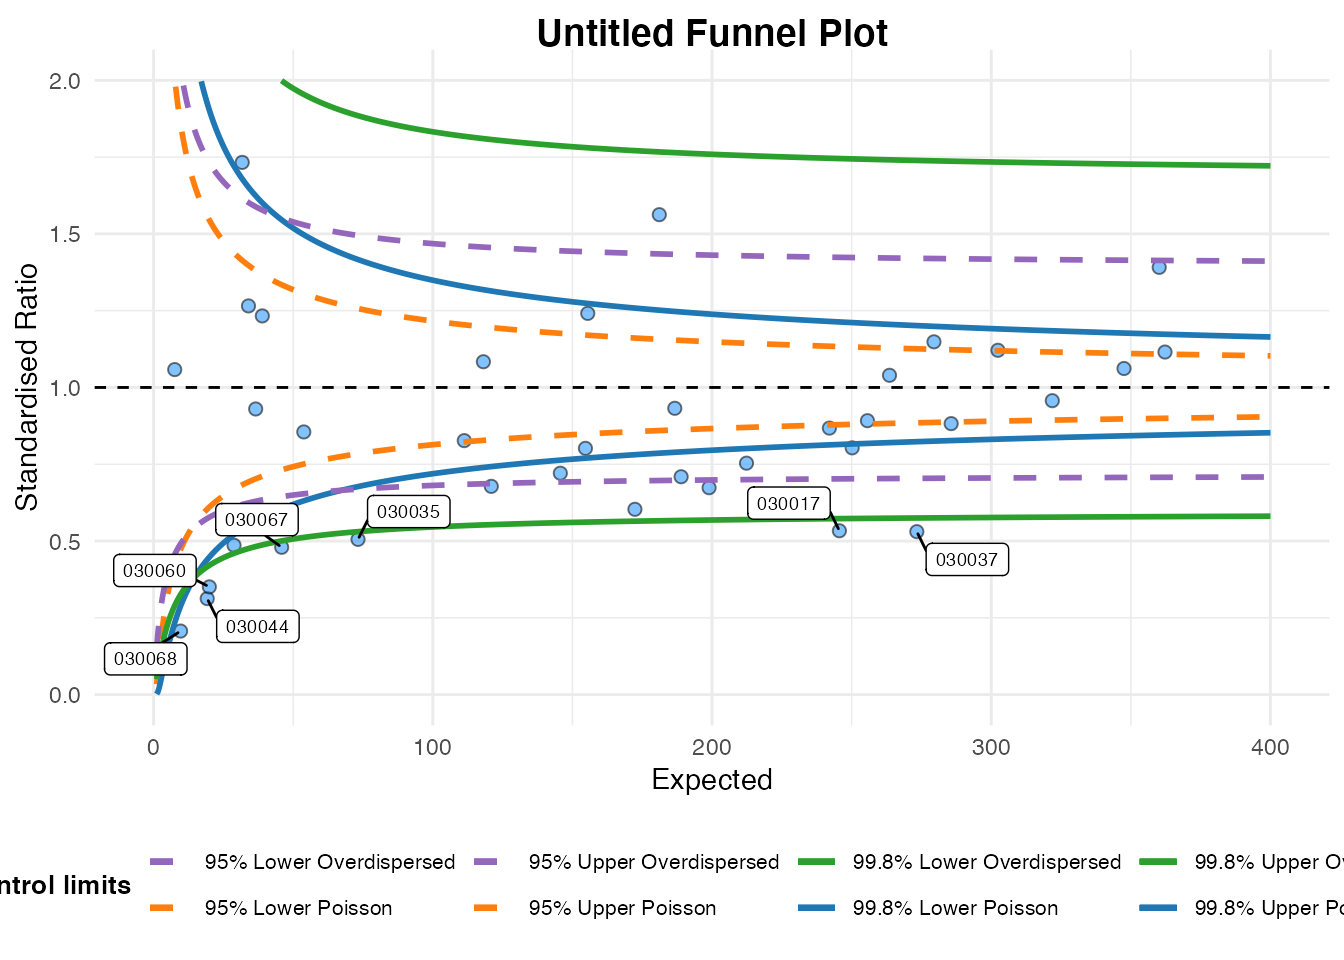 Untitled Funnel Plot
Standardised Ratio
2.0
1.5
1.0
0.5
0.0
030067
030035
030017
030037
030060
030044
030068
0 100 200 300 400
Expected
ntrol limits
95% Lower Overdispersed 95% Upper Overdispersed 99.8% Lower Overdispersed 99.8% Upper Ov
95% Lower Poisson 95% Upper Poisson 99.8% Lower Poisson 99.8% Upper Po